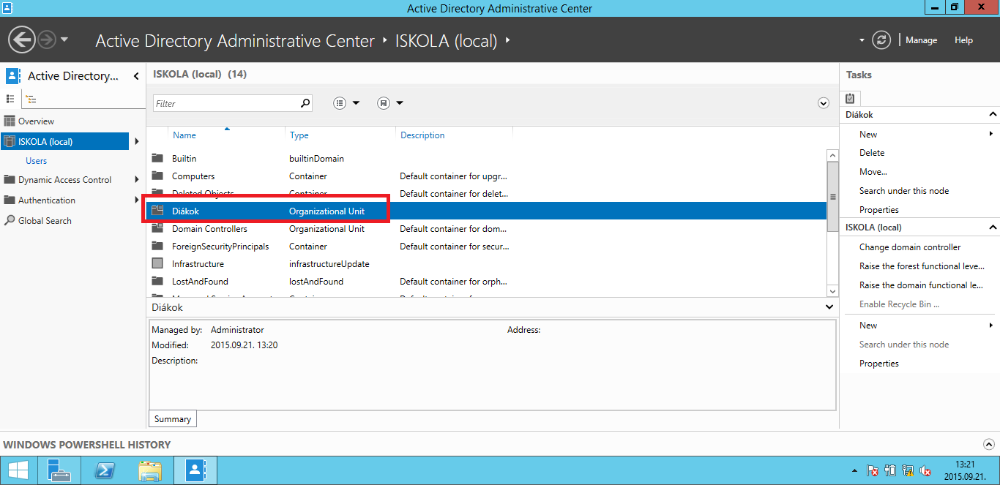 Active Directory Administrative Center
Active Directory Administrative Center ISKOLA (local) Manage Help
Active Directory...
Overview
ISKOLA (local)
Users
Dynamic Access Control
Authentication
Global Search
ISKOLA (local) (14)
Filter
Name Type Description
Builtin builtinDomain
Computers Container Default container for upgr...
Deleted Objects Container Default container for delet...
Diákok Organizational Unit
Domain Controllers Organizational Unit Default container for dom...
ForeignSecurityPrincipals Container Default container for secur...
Infrastructure infrastructureUpdate
LostAndFound lostAndFound Default container for orph...
Diákok
Managed by: Administrator Address:
Modified: 2015.09.21. 13:20
Description:
Summary
Tasks
Diákok
New
Delete
Move...
Search under this node
Properties
ISKOLA (local)
Change domain controller
Raise the forest functional leve...
Raise the domain functional le...
Enable Recycle Bin ...
New
Search under this node
Properties
WINDOWS POWERSHELL HISTORY
13:21
2015.09.21.